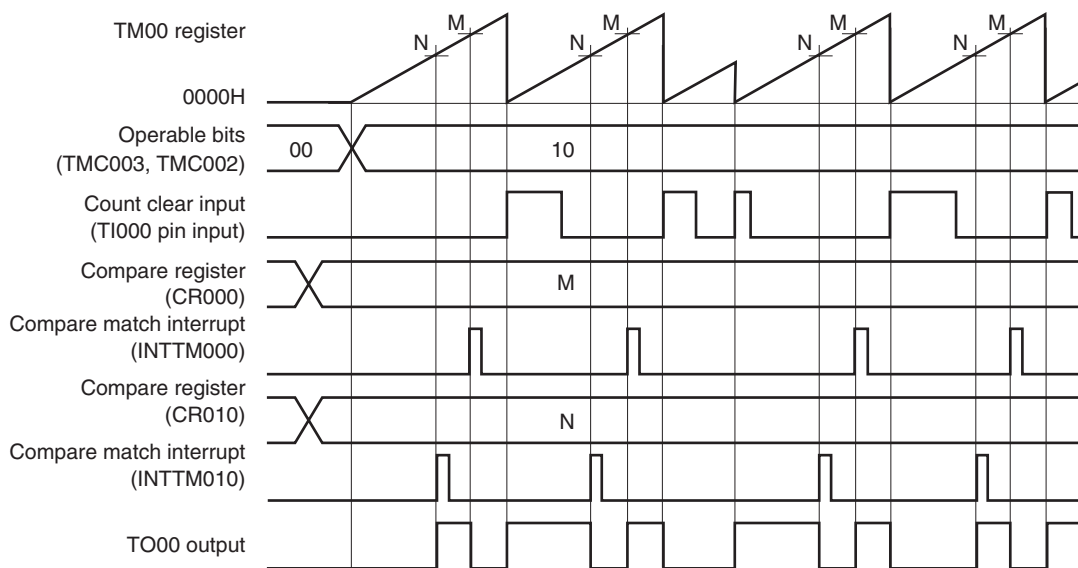 TM00 register
N M N M N M N M
0000H
Operable bits
(TMC003, TMC002)
00 10
Count clear input
(TI000 pin input)
Compare register
(CR000)
M
Compare match interrupt
(INTTM000)
Compare register
(CR010)
N
Compare match interrupt
(INTTM010)
TO00 output